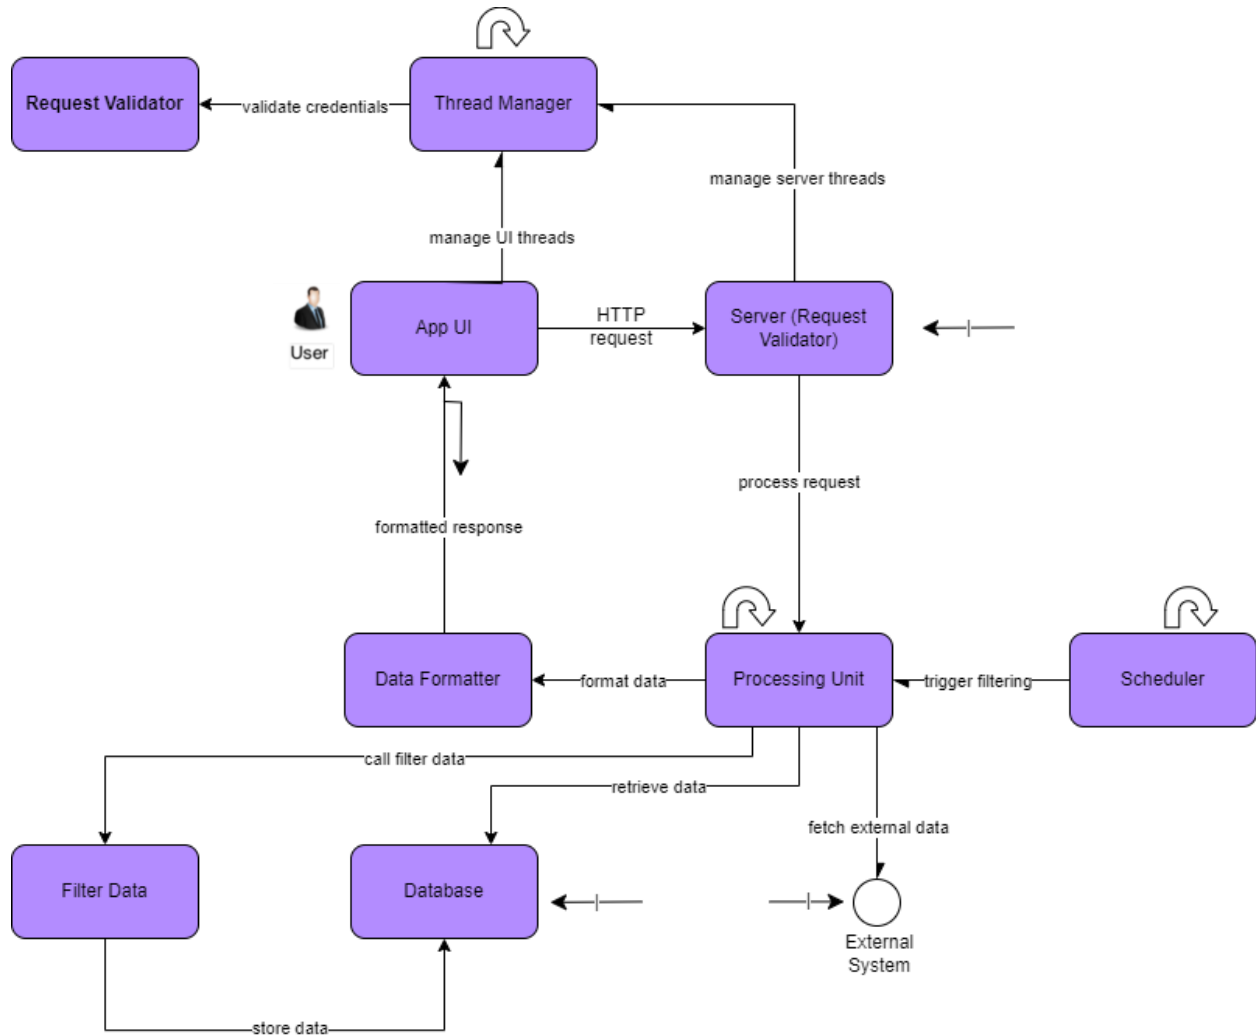 Request Validator
validate credentials
Thread Manager
manage server threads
manage UI threads
User
App UI
HTTP
request
Server (Request
Validator)
process request
formatted response
Data Formatter
format data
Processing Unit
trigger filtering
Scheduler
call filter data
retrieve data
fetch external data
Filter Data
Database
External
System
store data